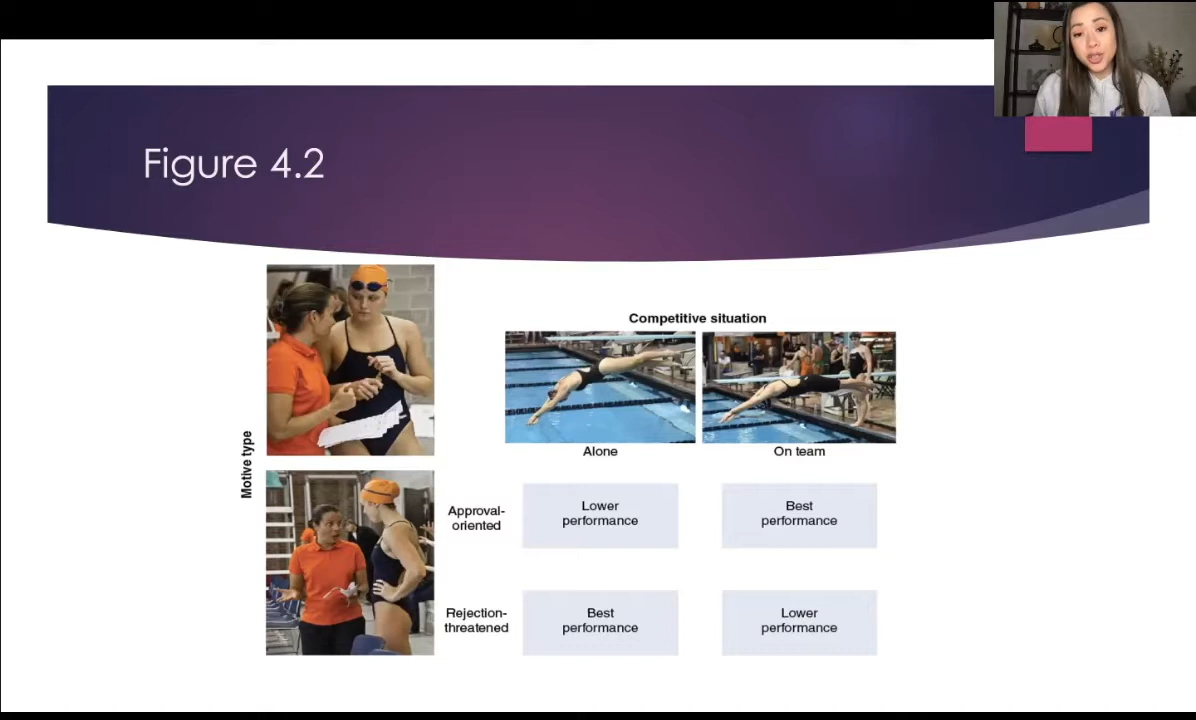 Figure 4.2
Competitive situation
Alone
On team
Motive type
Approval-
oriented
Lower
performance
Best
performance
Rejection-
threatened
Best
performance
Lower
performance